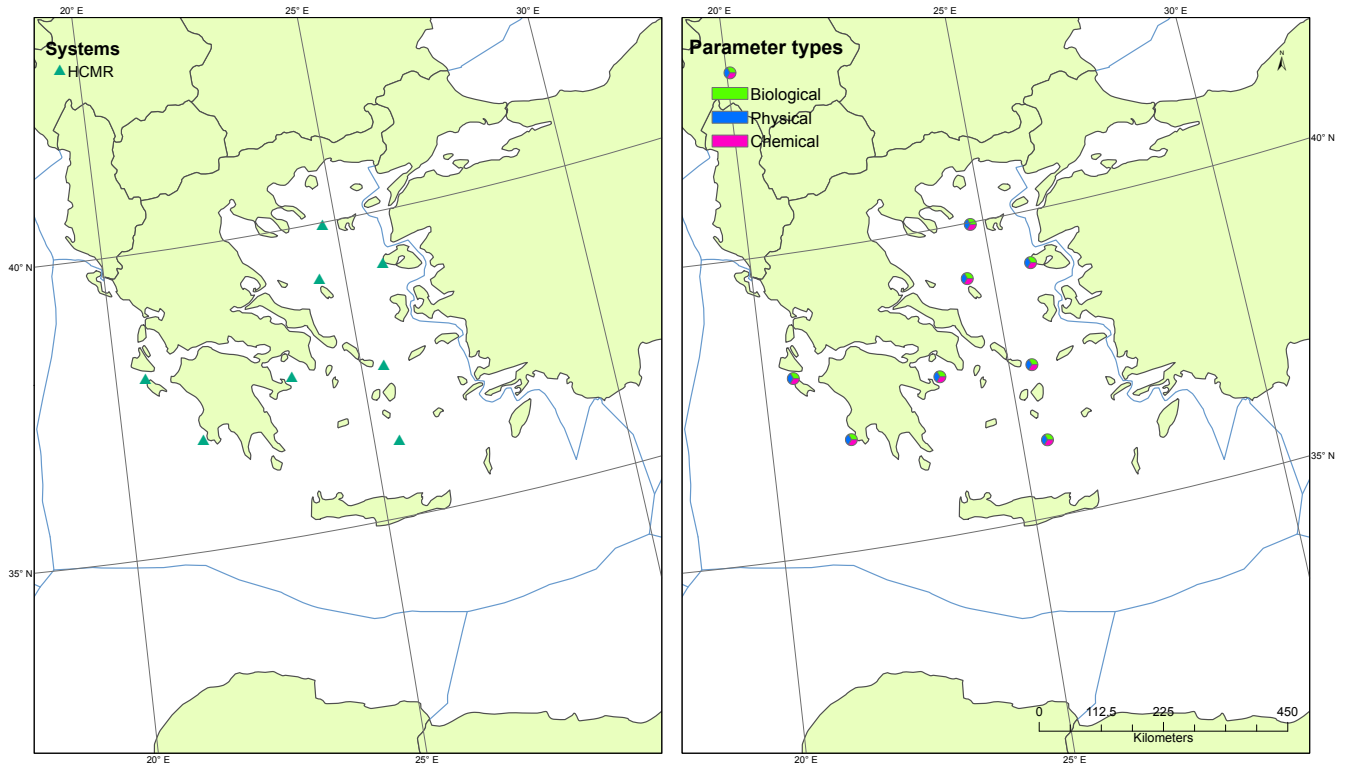 20° E 25° E 30° E
Systems
HCMR
40° N
35° N
20° E 25° E
20° E 25° E 30° E
Parameter types
Biological
Physical
Chemical
N
40° N
35° N
0 112.5 225 450
Kilometers
20° E 25° E